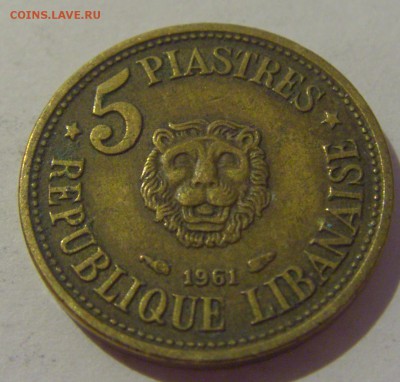 COINS.LAVE.RU
5 PIASTRES
1961
REPUBLIQUE LIBANAISE